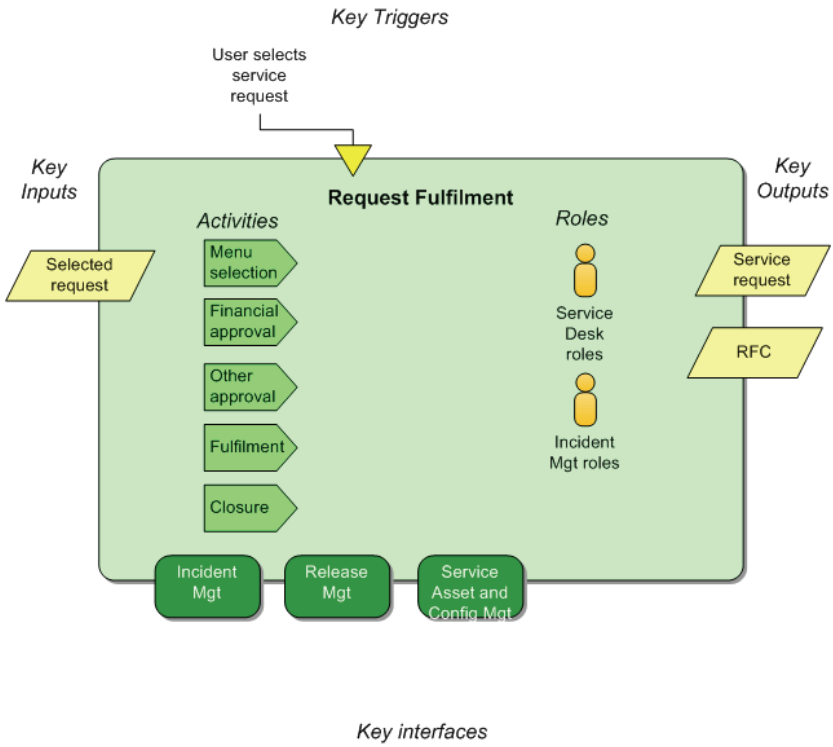 Key Triggers
User selects
service
request
Key
Inputs
Key
Outputs
Request Fulfilment
Activities
Roles
Selected
request
Menu
selection
Financial
approval
Other
approval
Fulfilment
Closure
Service
Desk
roles
Incident
Mgt roles
Service
request
RFC
Incident
Mgt
Release
Mgt
Service
Asset and
Config Mgt
Key interfaces